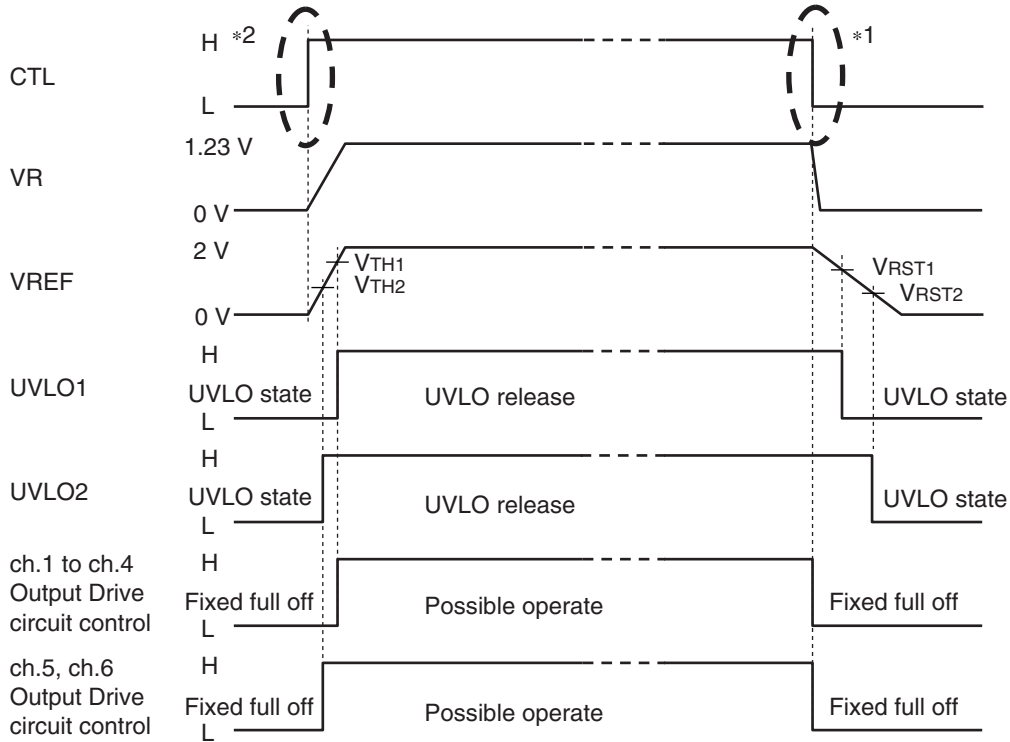 CTL
H *2
*1
L
VR
1.23 V
0 V
VREF
2 V
VTH1
VTH2
VRST1
VRST2
0 V
UVLO1
H
UVLO state
UVLO release
UVLO state
L
UVLO2
H
UVLO state
UVLO release
UVLO state
L
ch.1 to ch.4
Output Drive
circuit control
H
Fixed full off
Possible operate
Fixed full off
L
ch.5, ch.6
Output Drive
circuit control
H
Fixed full off
Possible operate
Fixed full off
L